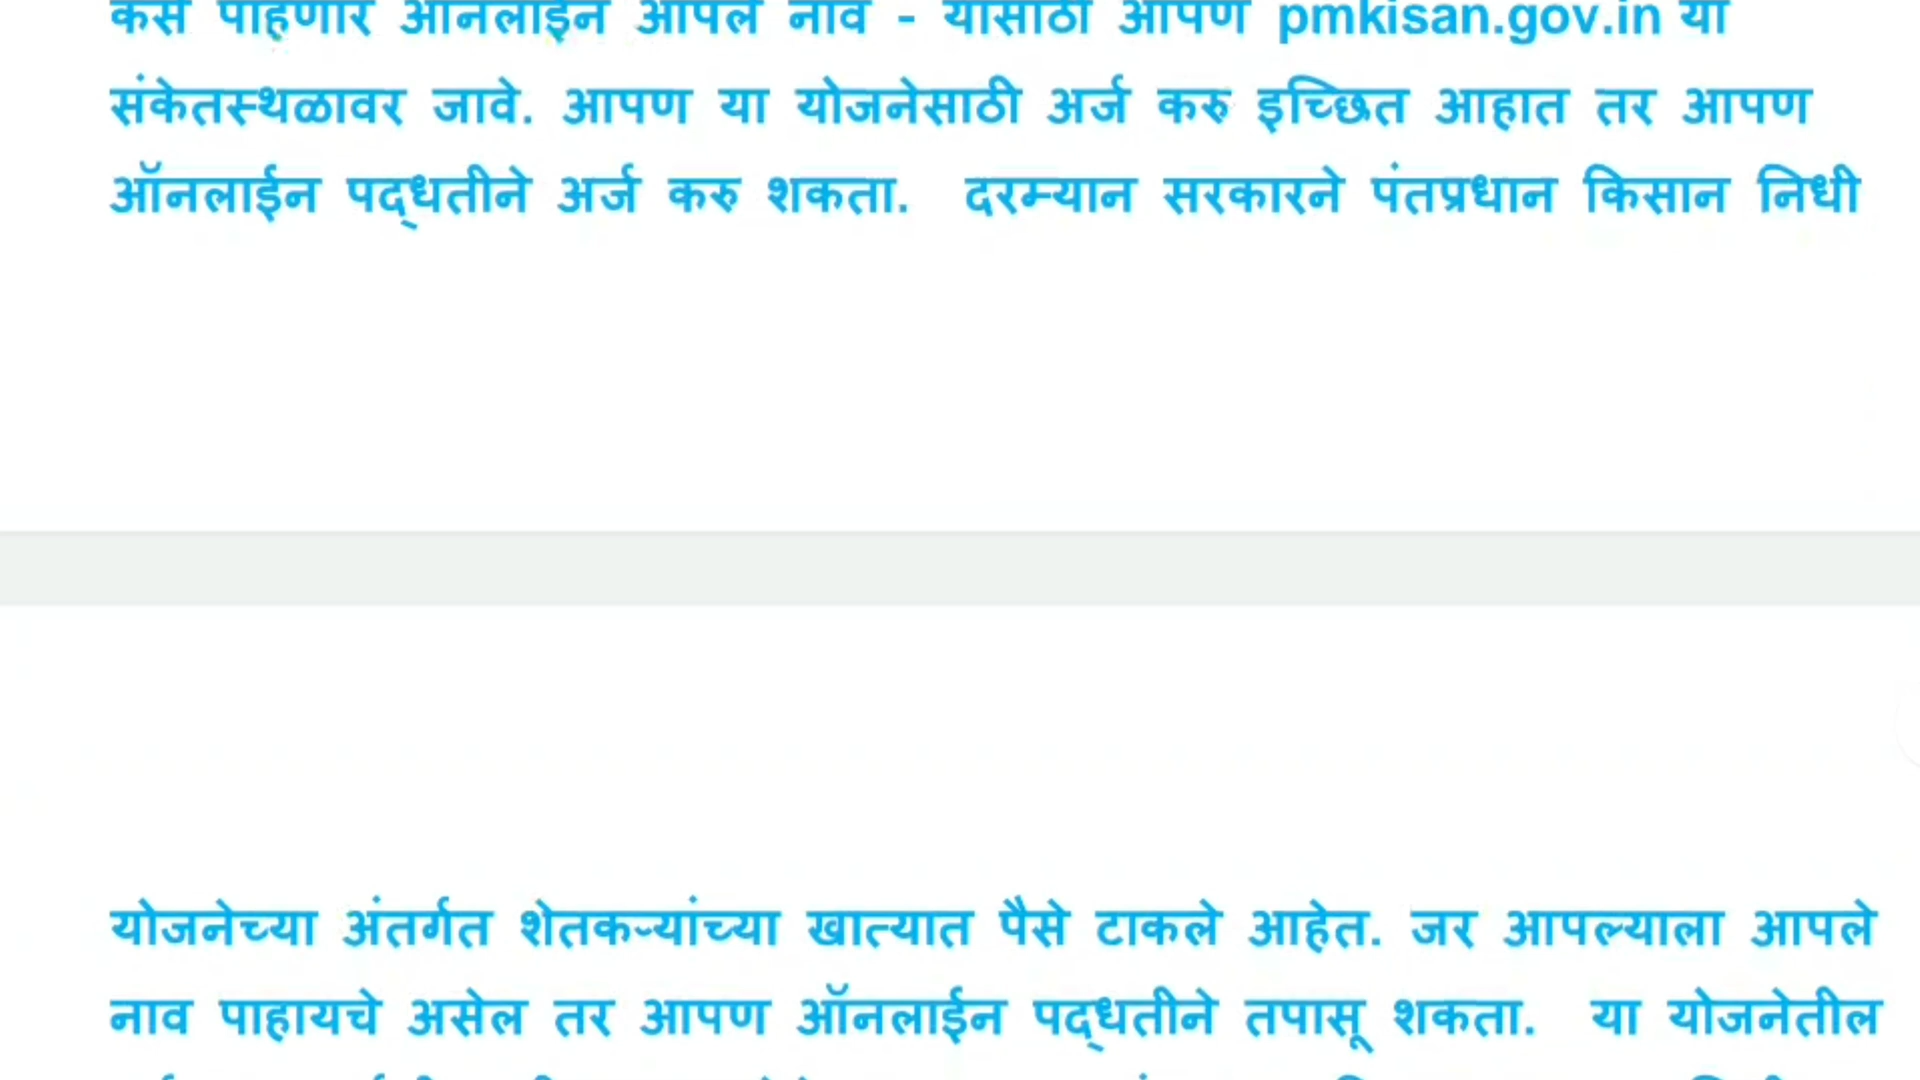 कसे पाहणार ऑनलाईन आपले नाव - यासाठी आपण pmkisan.gov.in या
संकेतस्थळावर जावे. आपण या योजनेसाठी अर्ज करु इच्छित आहात तर आपण
ऑनलाईन पद्धतीने अर्ज करु शकता. दरम्यान सरकारने पंतप्रधान किसान निधी
योजनेच्या अंतर्गत शेतकऱ्यांच्या खात्यात पैसे टाकले आहेत. जर आपल्याला आपले
नाव पाहायचे असेल तर आपण ऑनलाईन पद्धतीने तपासू शकता. या योजनेतील